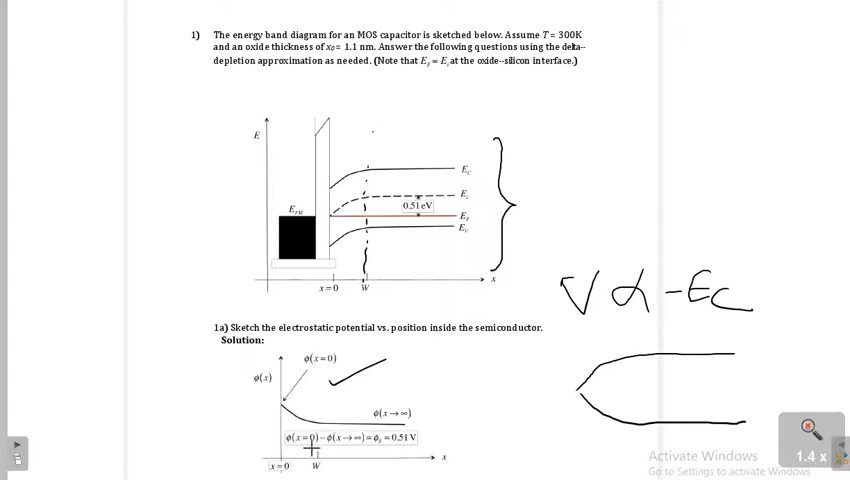 1) The energy band diagram for an MOS capacitor is sketched below. Assume T = 300K
and an oxide thickness of x₀= 1.1 nm. Answer the following questions using the delta--
depletion approximation as needed. (Note that E_F = E_i at the oxide--silicon interface.)
E
E_C
E_i
0.51eV
E_FM
E_F
E_V
x = 0
W
x
V α -EC
1a) Sketch the electrostatic potential vs. position inside the semiconductor.
Solution:
ϕ(x=0)
ϕ(x)
ϕ(x→∞)
ϕ(x=0)−ϕ(x→∞)=ϕ_s=0.51V
x
x=0
W
1.4 x
Activate Windows
Go to Settings to activate Windows